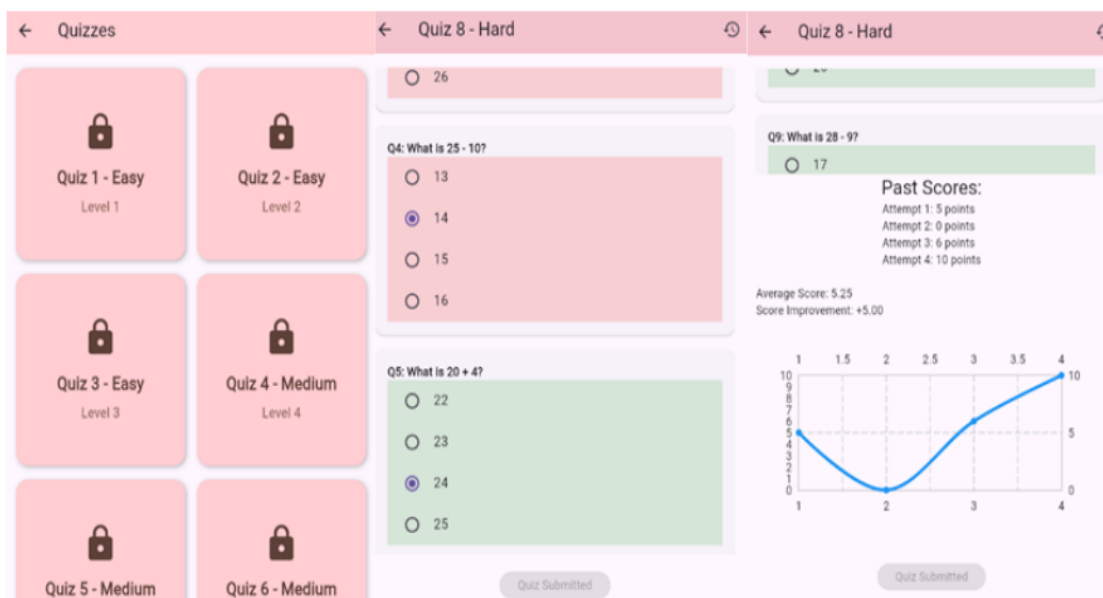 Quizzes
Quiz 1 - Easy
Level 1
Quiz 2 - Easy
Level 2
Quiz 3 - Easy
Level 3
Quiz 4 - Medium
Level 4
Quiz 5 - Medium
Quiz 6 - Medium
Quiz 8 - Hard
26
Q4: What is 25 - 10?
13
14
15
16
Q5: What is 20 + 4?
22
23
24
25
Quiz Submitted
Quiz 8 - Hard
Q9: What is 28 - 9?
17
Past Scores:
Attempt 1: 5 points
Attempt 2: 0 points
Attempt 3: 6 points
Attempt 4: 10 points
Average Score: 5.25
Score Improvement: +5.00
1 1.5 2 2.5 3 3.5 4
10 10
9
8
7
6
5 5
4
3
2
1
0 0
1 2 3 4
Quiz Submitted